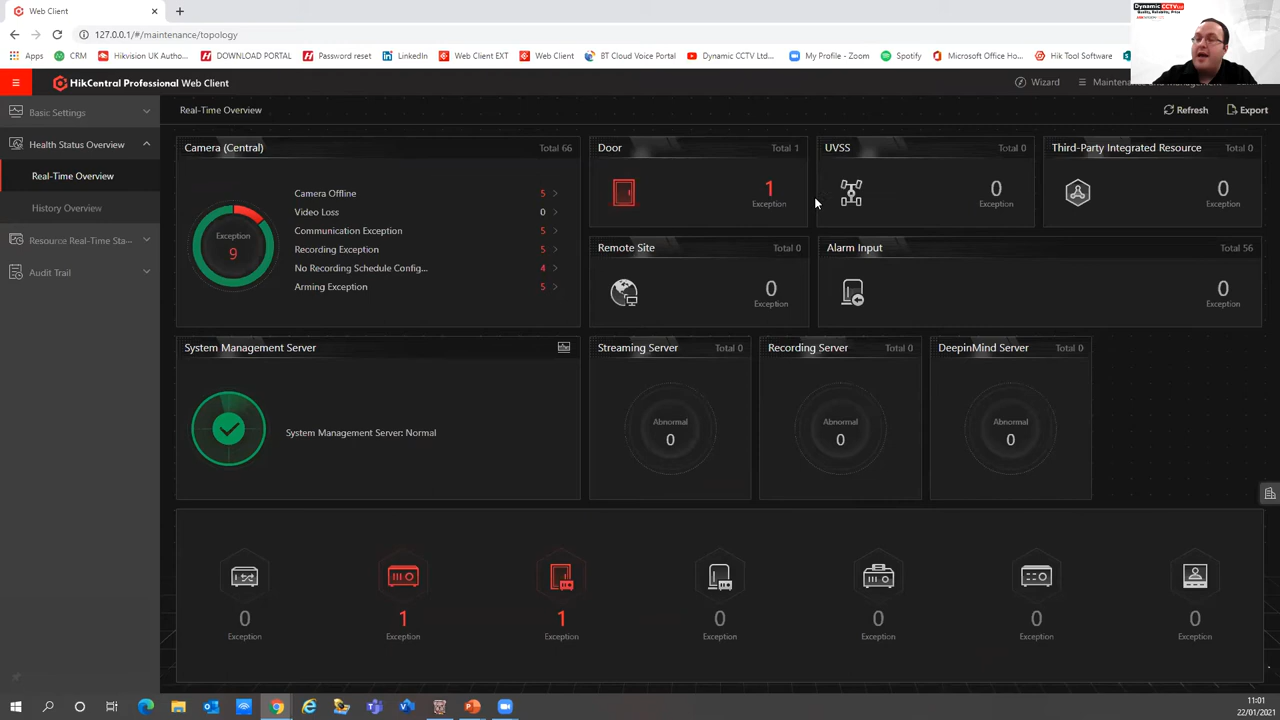 Web Client
127.0.0.1/#/maintenance/topology
Apps CRM Hikvision UK Autho... DOWNLOAD PORTAL Password reset LinkedIn Web Client EXT Web Client BT Cloud Voice Portal Dynamic CCTV Ltd... My Profile - Zoom Spotify Microsoft Office Ho... Hik Tool Software
Dynamic CCTV Ltd
Quality, Reliability, Price
HikCentral Professional Web Client
Wizard
Maintenance and Management
Basic Settings
Health Status Overview
Real-Time Overview
History Overview
Resource Real-Time Sta...
Audit Trail
Real-Time Overview
Refresh Export
Camera (Central) Total 66
Exception
9
Camera Offline 5
Video Loss 0
Communication Exception 5
Recording Exception 5
No Recording Schedule Config... 4
Arming Exception 5
Door Total 1
1
Exception
UVSS Total 0
0
Exception
Third-Party Integrated Resource Total 0
0
Exception
Remote Site Total 0
0
Exception
Alarm Input Total 56
0
Exception
System Management Server
System Management Server: Normal
Streaming Server Total 0
Abnormal
0
Recording Server Total 0
Abnormal
0
DeepinMind Server Total 0
Abnormal
0
0 1 1 0 0 0 0
Exception Exception Exception Exception Exception Exception Exception
11:01
22/01/2021